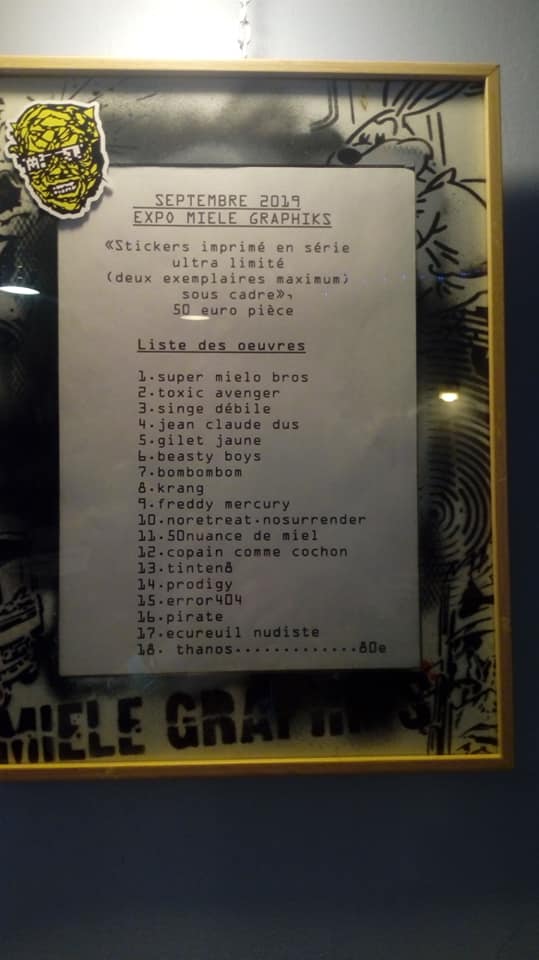 SEPTEMBRE 2019
EXPO MIELE GRAPHIKS
«Stickers imprimé en série
ultra limité
(deux exemplaires maximum)
sous cadre»,
50 euro pièce
Liste des oeuvres
1.super mielo bros
2.toxic avenger
3.singe débile
4.jean claude dus
5.gilet jaune
6.beasty boys
7.bombombom
8.krang
9.freddy mercury
10.noretreat.nosurrender
11.50nuance de miel
12.copain comme cochon
13.tinten8
14.prodigy
15.error404
16.pirate
17.ecureuil nudiste
18. thanos..............80e
MIELE GRAPHIKS